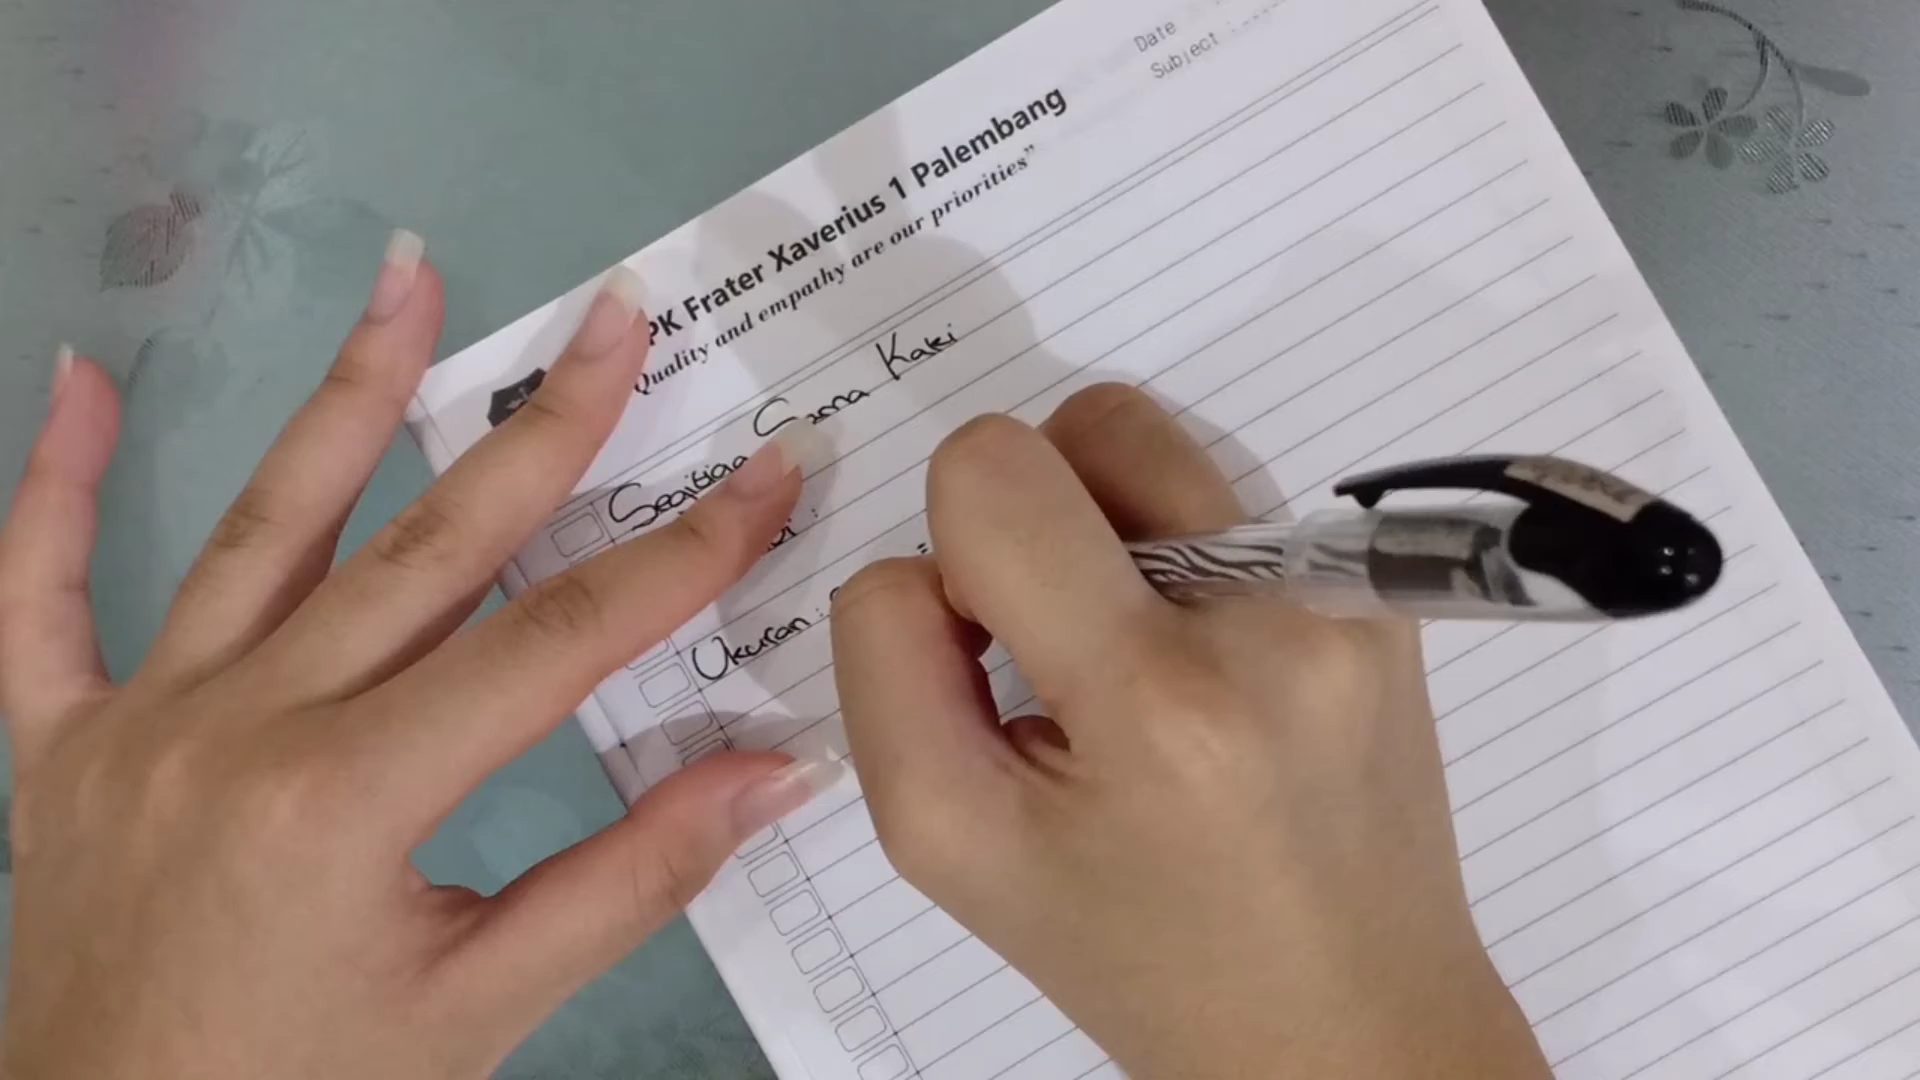 Date
Subject :
PK Frater Xaverius 1 Palembang
"Quality and empathy are our priorities"
Segitiga Sama Kaki
Ukuran :